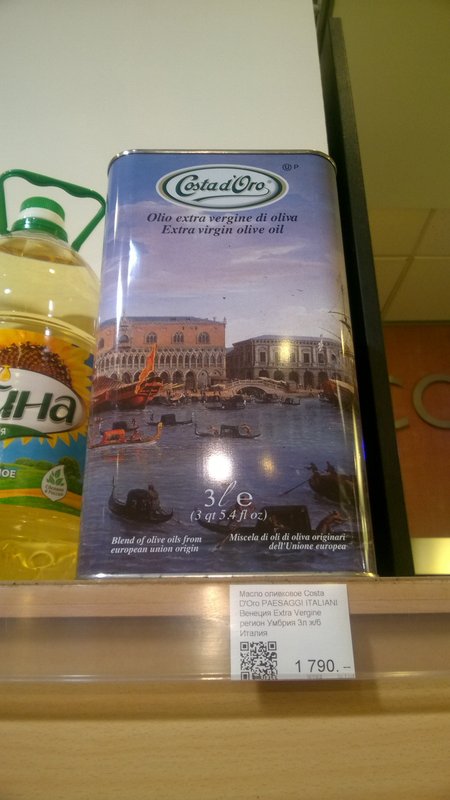 Costa d'Oro
U P
Olio extra vergine di oliva
Extra virgin olive oil
3 l e
(3 qt 5.4 fl oz)
Blend of olive oils from
european union origin
Miscela di oli di oliva originari
dell'Unione europea
Масло оливковое Costa
D'Oro PAESAGGI ITALIANI
Венеция Extra Vergine
регион Умбрия 3л ж/б
Италия
1 790.–